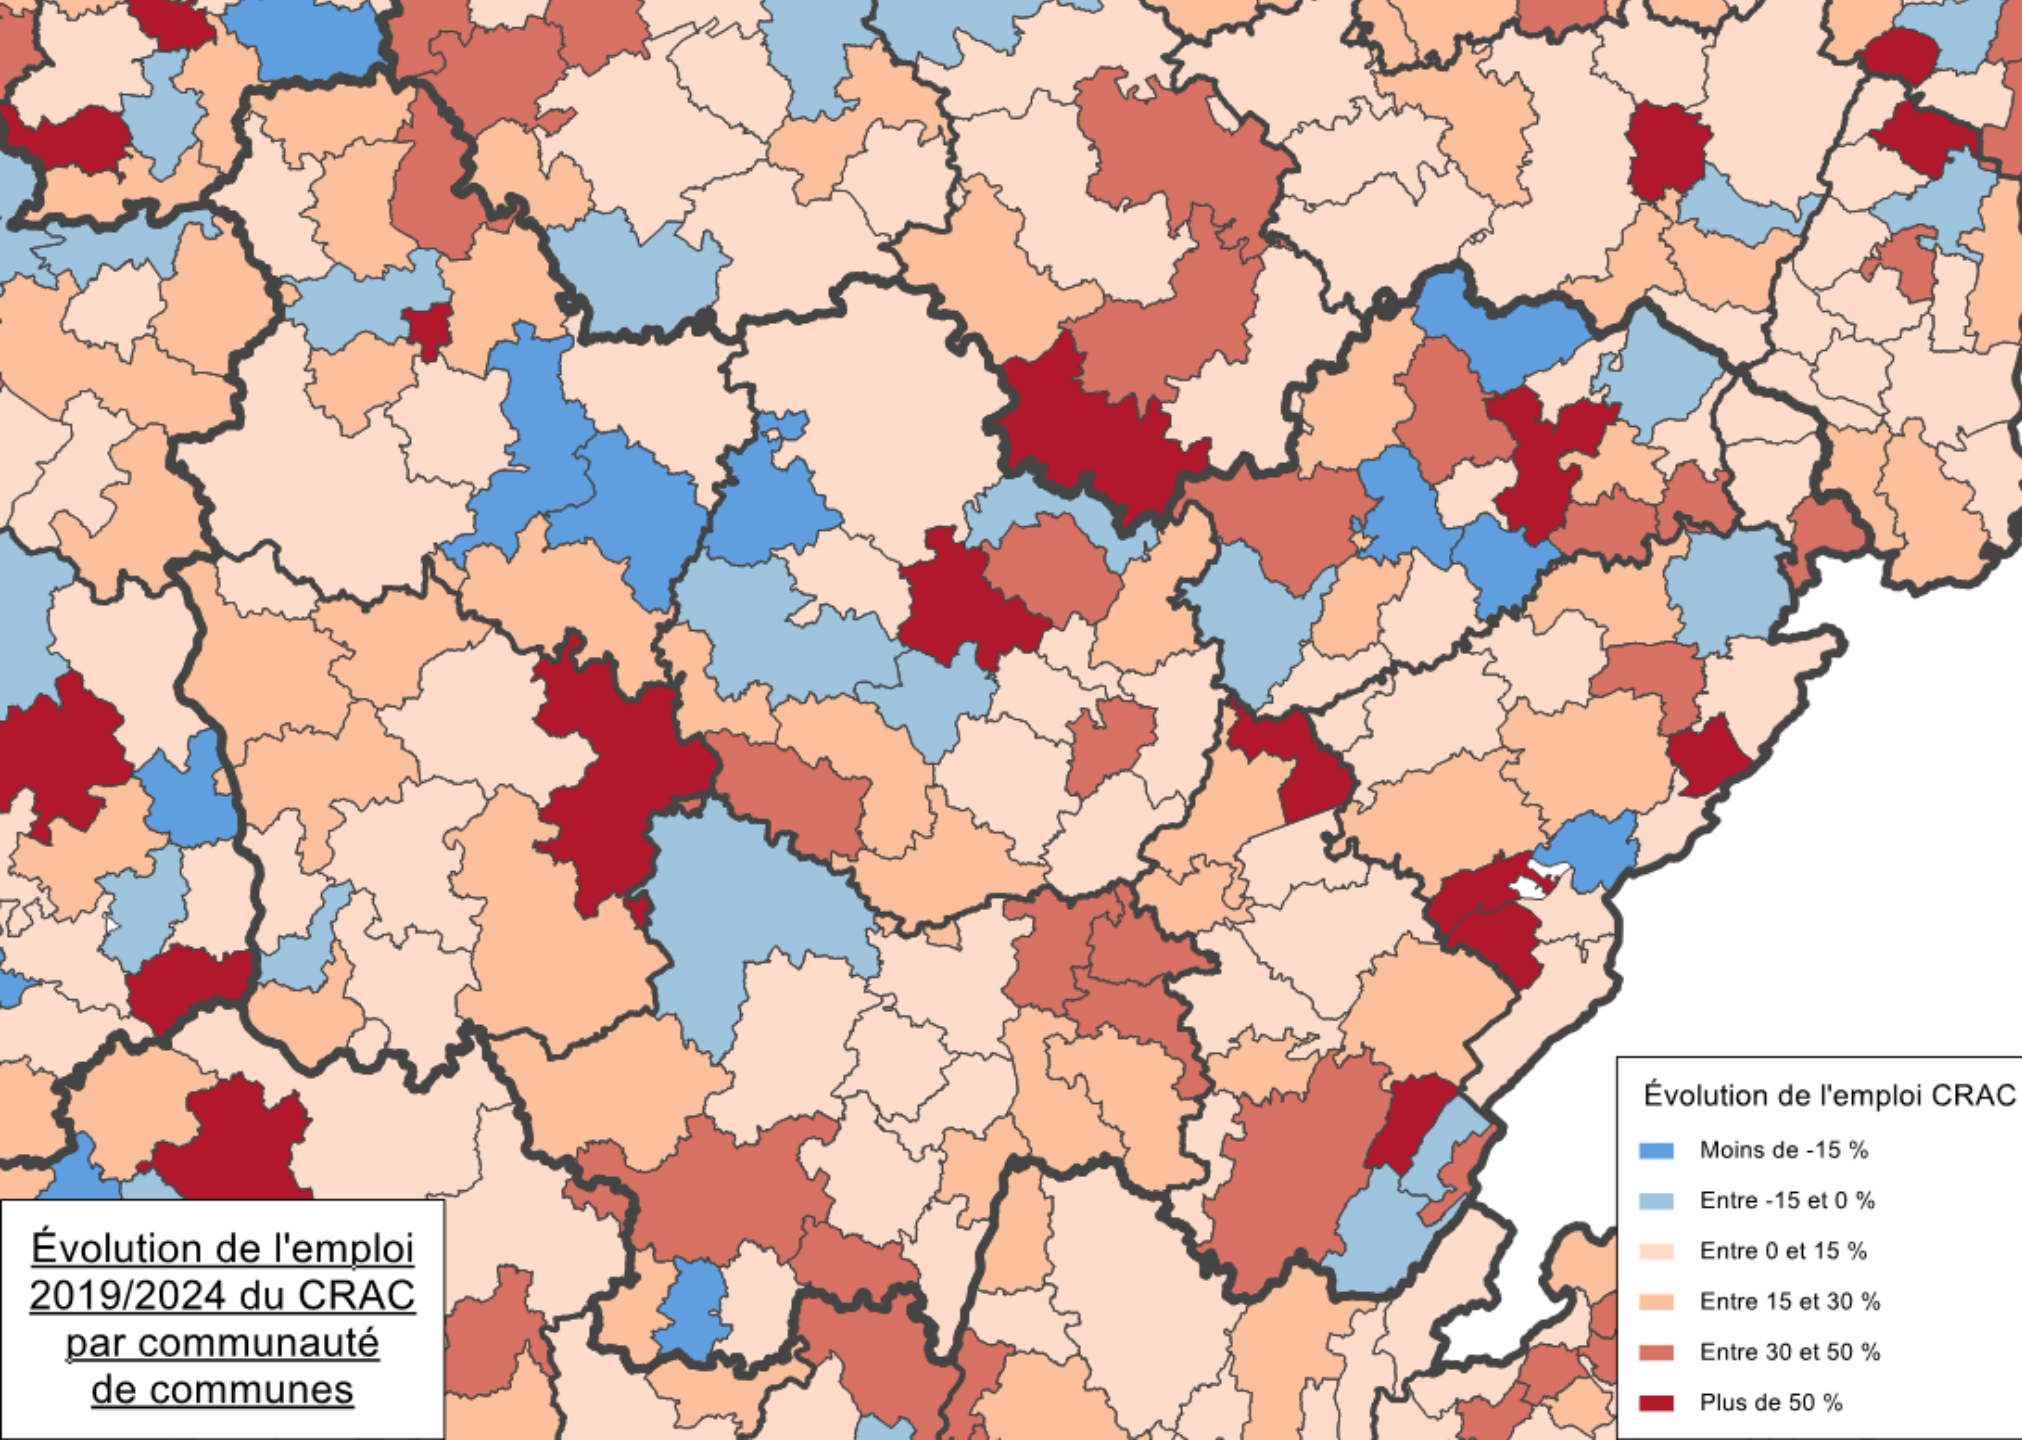 Évolution de l'emploi
2019/2024 du CRAC
par communauté
de communes
Évolution de l'emploi CRAC
Moins de -15 %
Entre -15 et 0 %
Entre 0 et 15 %
Entre 15 et 30 %
Entre 30 et 50 %
Plus de 50 %